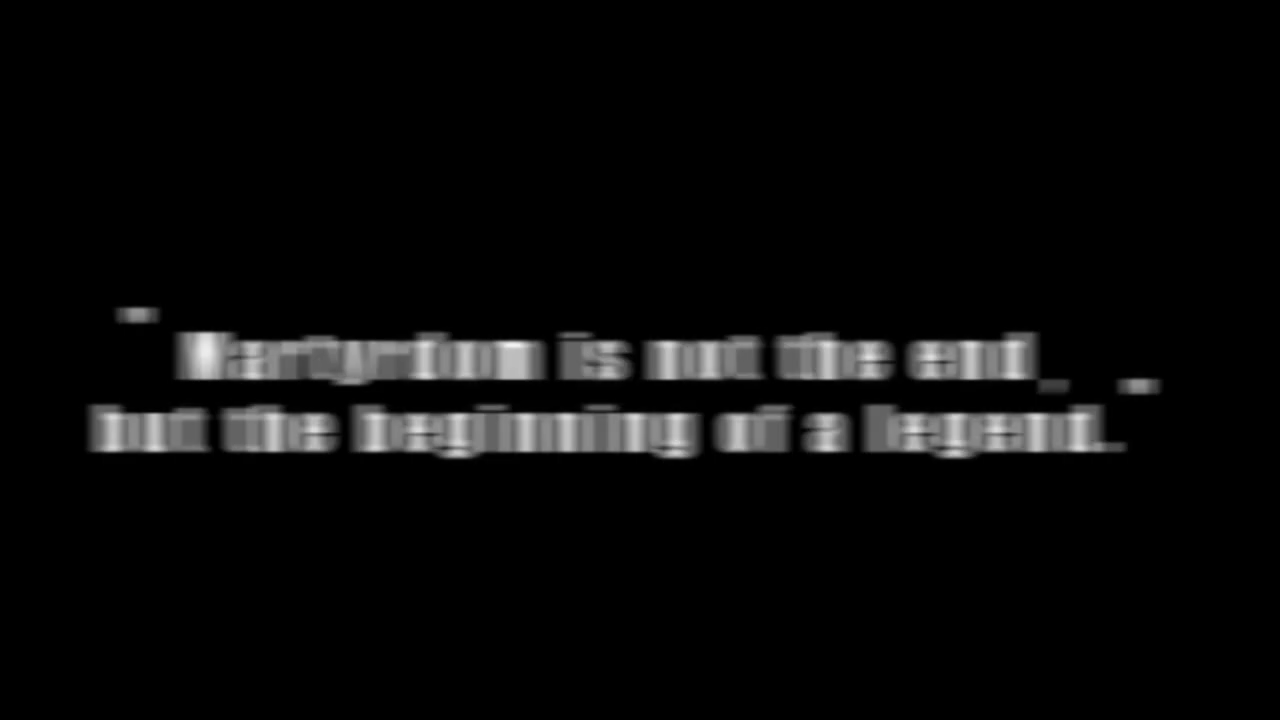 "Martyrdom is not the end,
but the beginning of a legend."